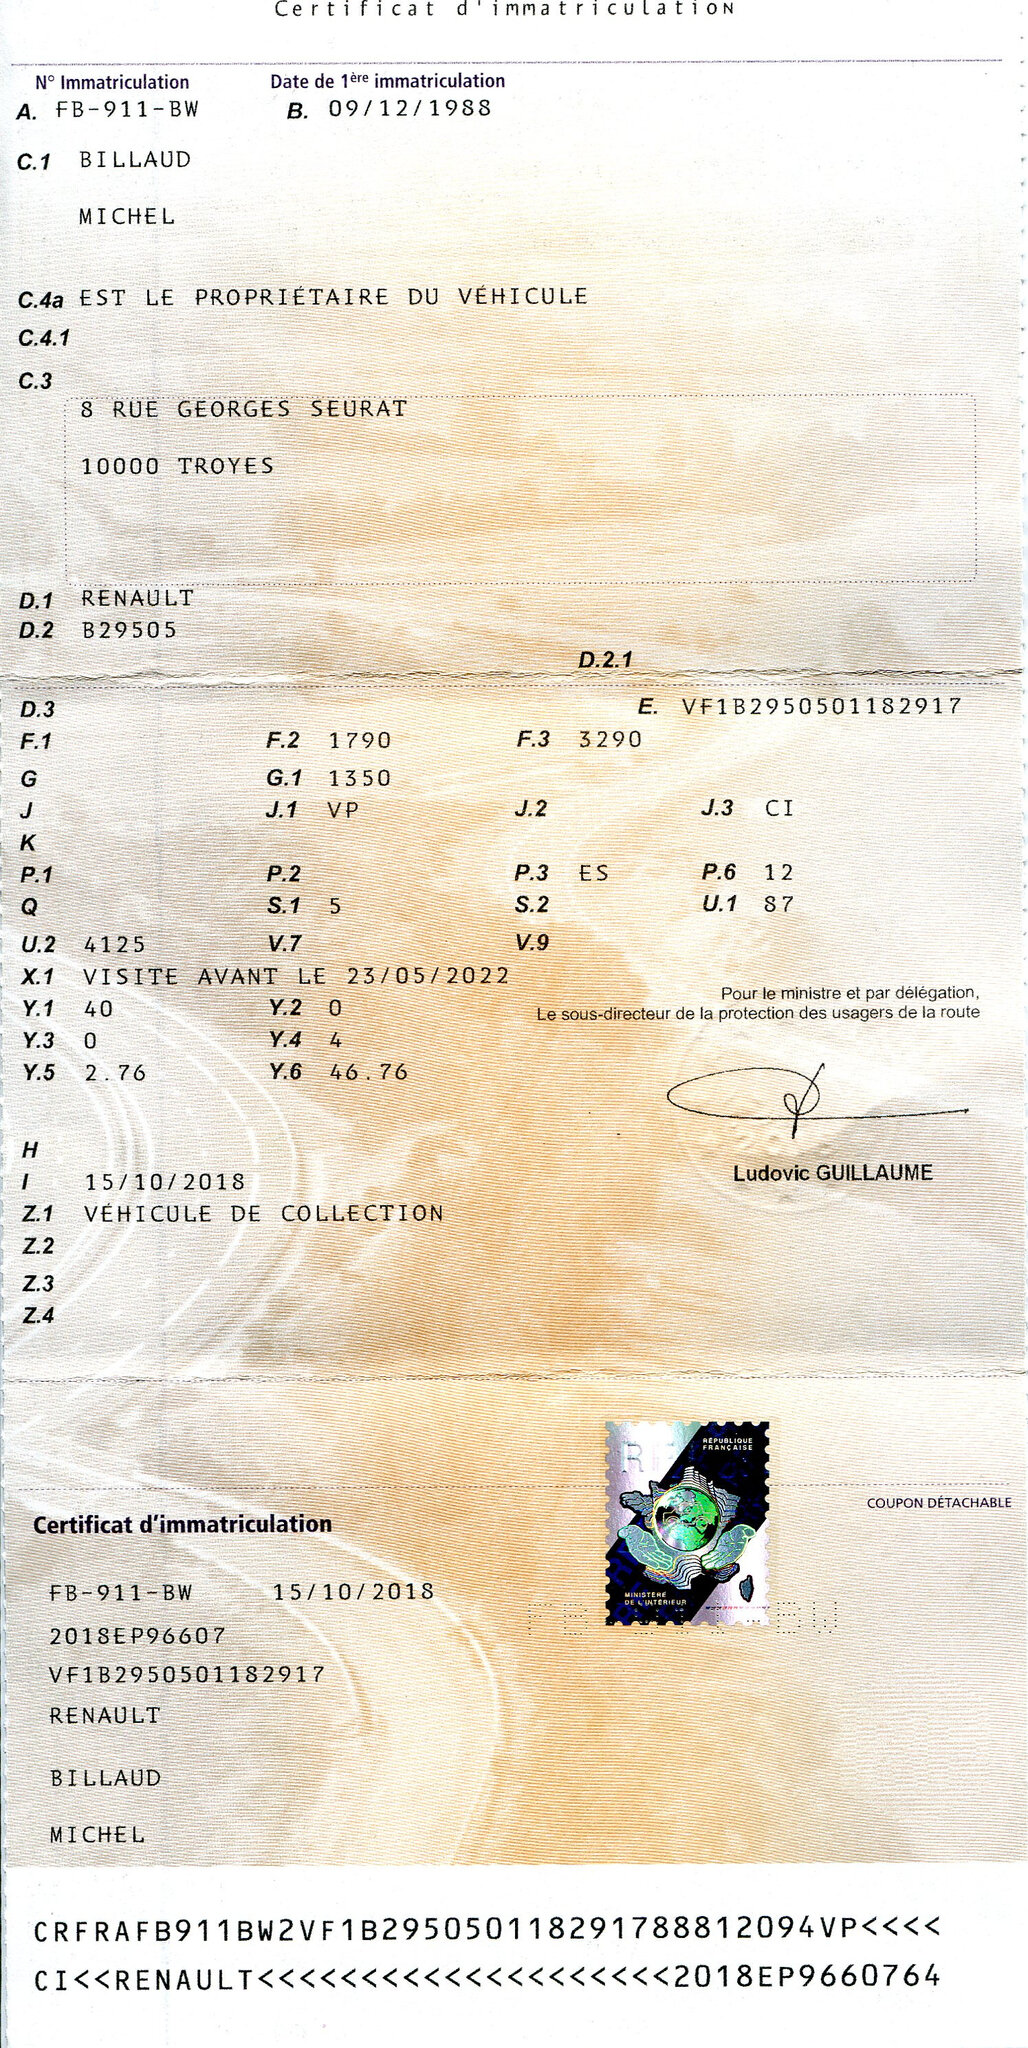 Certificat d'immatriculation
N° Immatriculation Date de 1ère immatriculation
A. FB-911-BW B. 09/12/1988
C.1 BILLAUD
MICHEL
C.4a EST LE PROPRIÉTAIRE DU VÉHICULE
C.4.1
C.3
8 RUE GEORGES SEURAT
10000 TROYES
D.1 RENAULT
D.2 B29505
D.2.1
D.3 E. VF1B2950501182917
F.1 F.2 1790 F.3 3290
G G.1 1350
J J.1 VP J.2 J.3 CI
K
P.1 P.2 P.3 ES P.6 12
Q S.1 5 S.2 U.1 87
U.2 4125 V.7 V.9
X.1 VISITE AVANT LE 23/05/2022
Pour le ministre et par délégation,
Y.1 40 Y.2 0 Le sous-directeur de la protection des usagers de la route
Y.3 0 Y.4 4
Y.5 2.76 Y.6 46.76
H
Ludovic GUILLAUME
I 15/10/2018
Z.1 VÉHICULE DE COLLECTION
Z.2
Z.3
Z.4
RF
RÉPUBLIQUE
FRANÇAISE
MINISTÈRE
DE L'INTÉRIEUR
COUPON DÉTACHABLE
Certificat d'immatriculation
FB-911-BW 15/10/2018
2018EP96607
VF1B2950501182917
RENAULT
BILLAUD
MICHEL
CRFRAFB911BW2VF1B295050118291788812094VP<<<<
CI<<RENAULT<<<<<<<<<<<<<<<<<<<<2018EP9660764